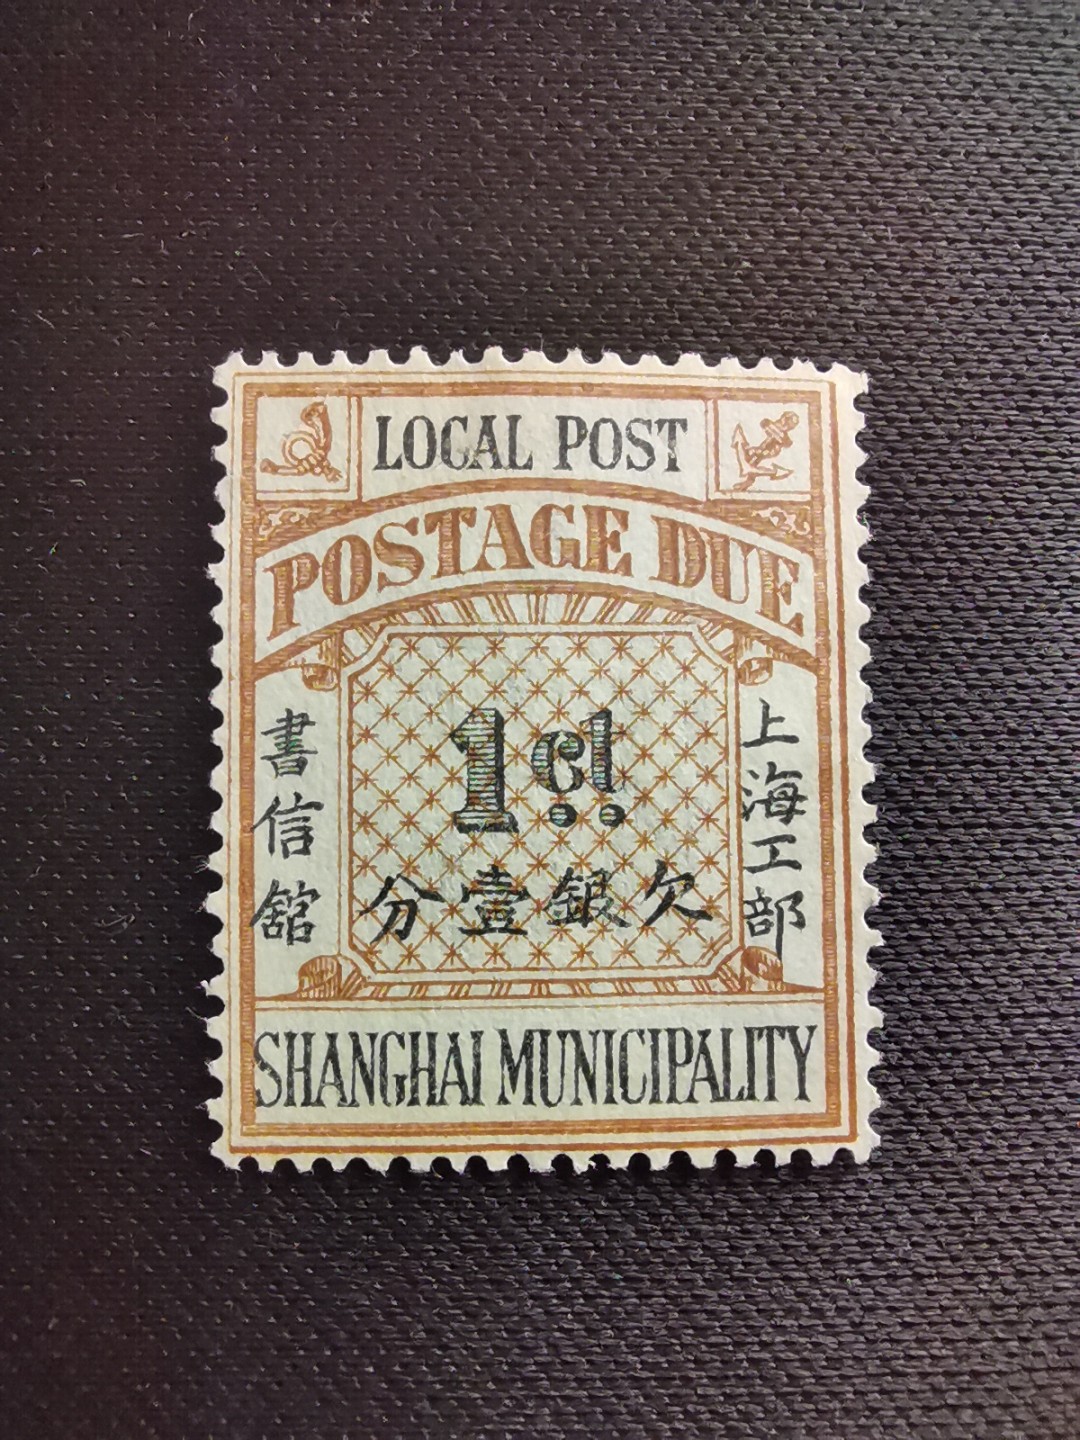 LOCAL POST
POSTAGE DUE
上海工部
書信館
1 ct.
欠銀壹分
SHANGHAI MUNICIPALITY